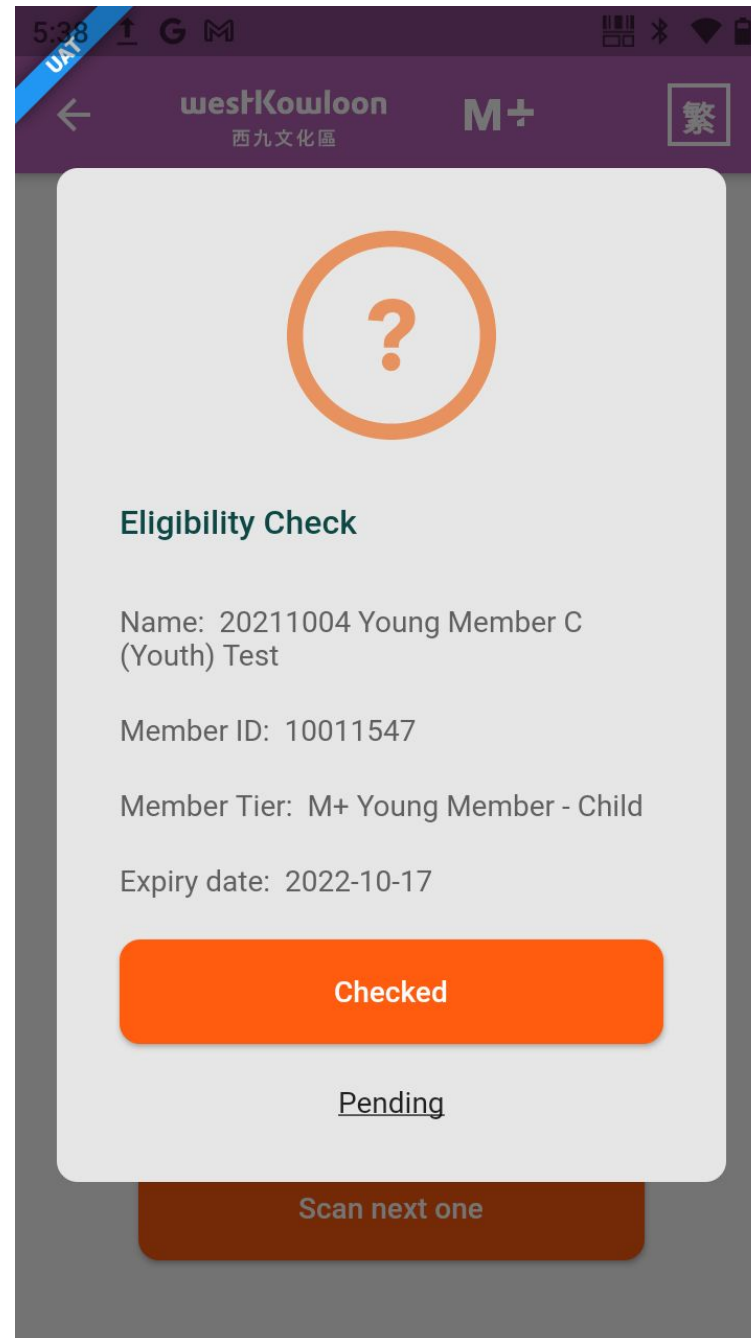 5:38 G M
UAT
westKowloon M+ 繁
西九文化區
?
Eligibility Check
Name: 20211004 Young Member C
(Youth) Test
Member ID: 10011547
Member Tier: M+ Young Member - Child
Expiry date: 2022-10-17
Checked
Pending
Scan next one